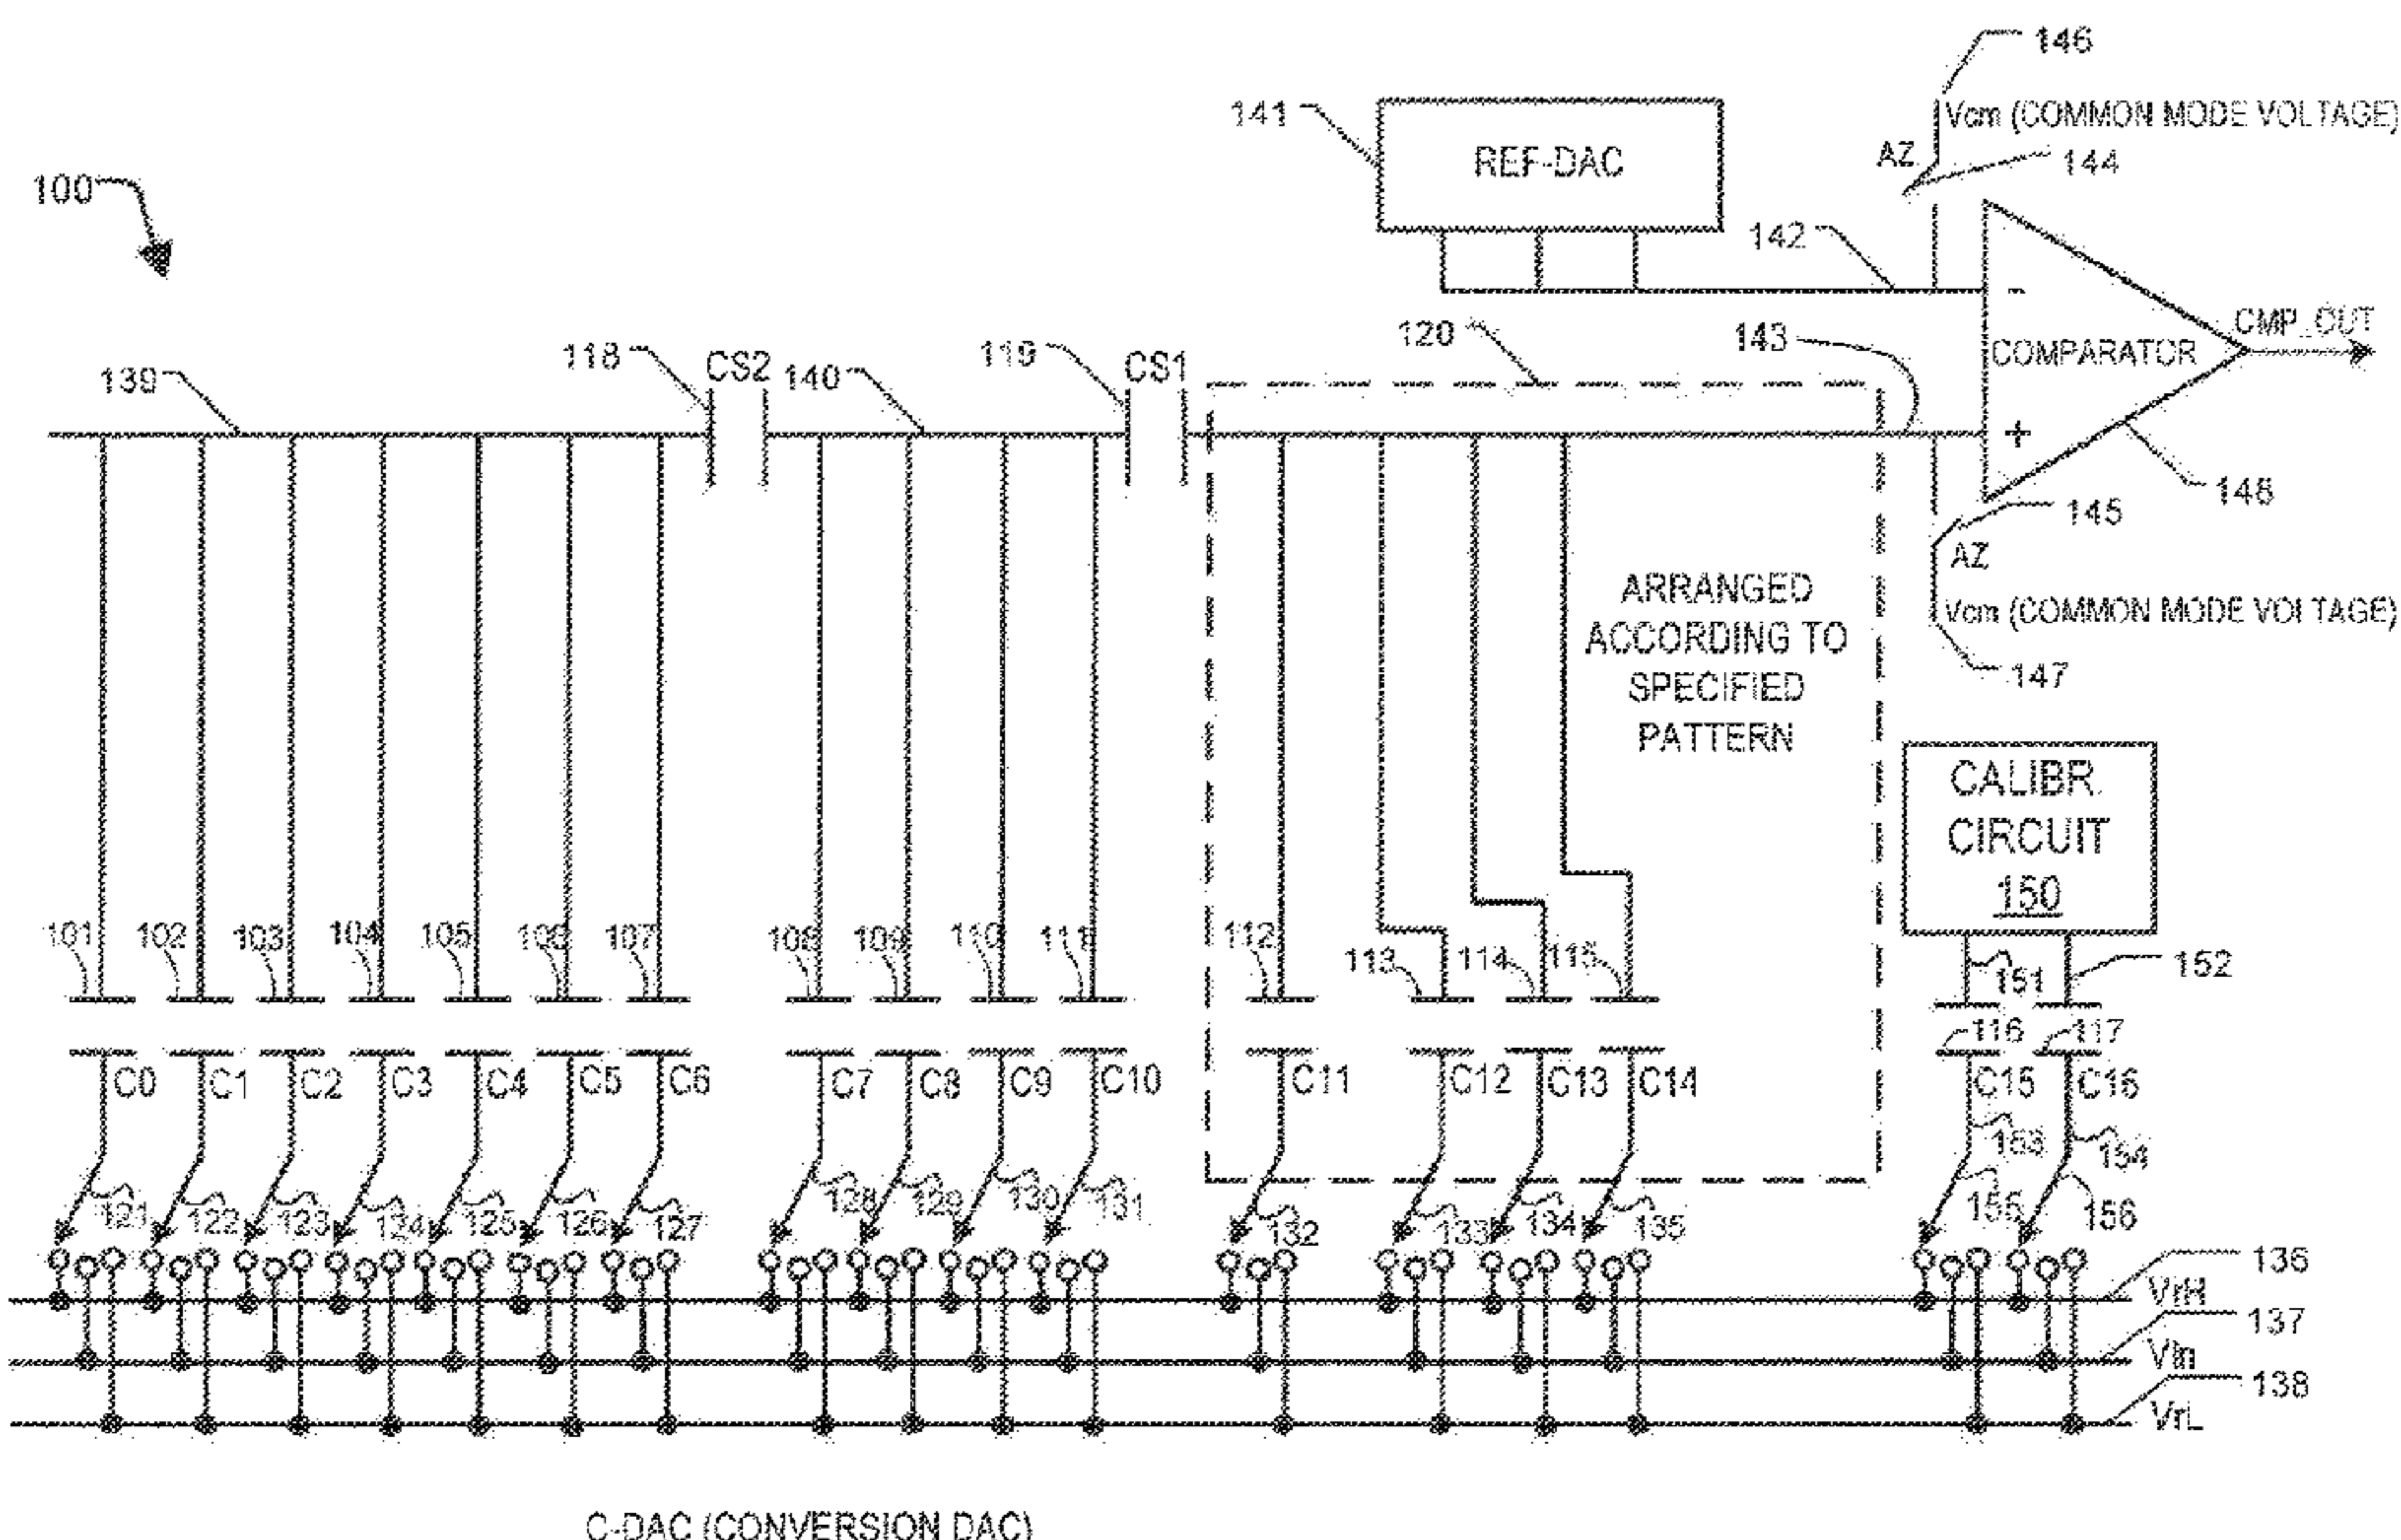 146
141
Vcm (COMMON MODE VOLTAGE)
REF-DAC
AZ
144
100
142
118
CS2
119
CS1
120
143
CMP_OUT
139
140
-
COMPARATOR
+
148
145
AZ
ARRANGED
ACCORDING TO
SPECIFIED
PATTERN
Vcm (COMMON MODE VOLTAGE)
147
CALIBR.
CIRCUIT
150
101 102 103 104 105 106 107 108 109 110 111 112 113 114 115
151 152
116 117
C0 C1 C2 C3 C4 C5 C6 C7 C8 C9 C10 C11 C12 C13 C14 C15 C16
153 154
121 122 123 124 125 126 127 128 129 130 131 132 133 134 135 155 156
136
VrH
137
Vin
138
VrL
C-DAC (CONVERSION DAC)